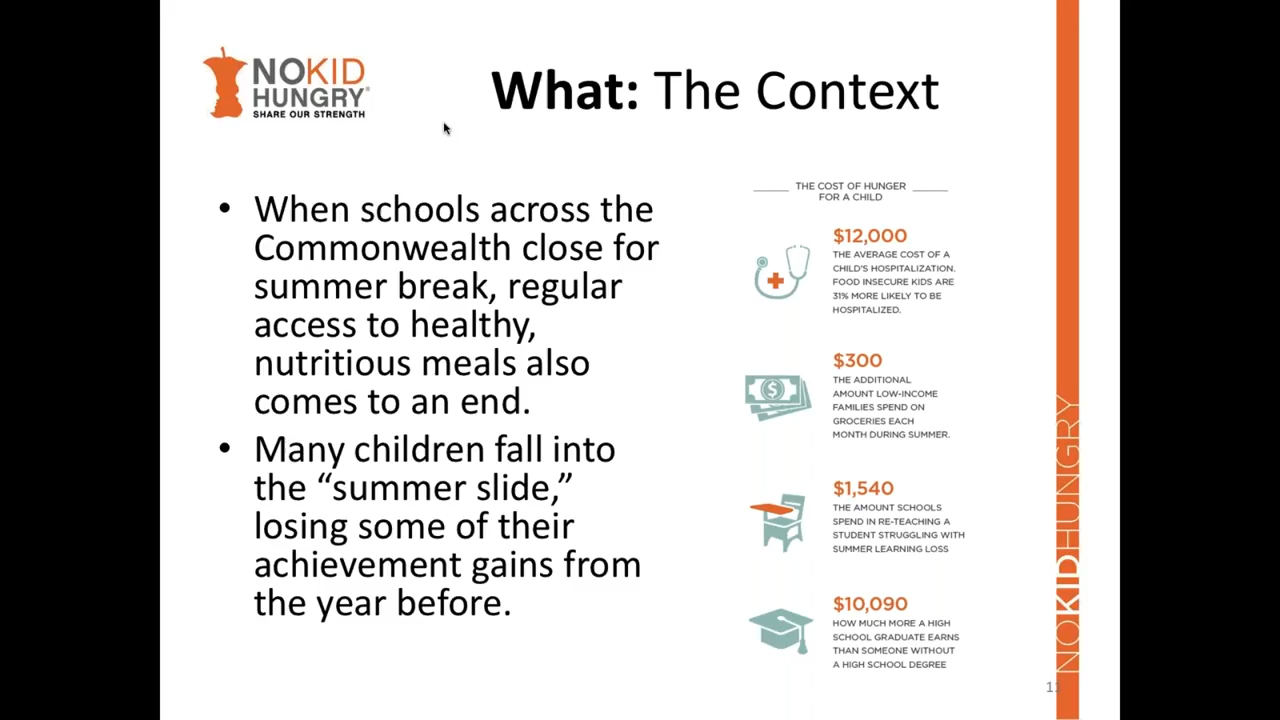 NOKID
HUNGRY®
SHARE OUR STRENGTH
What: The Context
• When schools across the
Commonwealth close for
summer break, regular
access to healthy,
nutritious meals also
comes to an end.
• Many children fall into
the “summer slide,”
losing some of their
achievement gains from
the year before.
THE COST OF HUNGER
FOR A CHILD
$12,000
THE AVERAGE COST OF A
CHILD'S HOSPITALIZATION.
FOOD INSECURE KIDS ARE
31% MORE LIKELY TO BE
HOSPITALIZED.
$300
THE ADDITIONAL
AMOUNT LOW-INCOME
FAMILIES SPEND ON
GROCERIES EACH
MONTH DURING SUMMER.
$1,540
THE AMOUNT SCHOOLS
SPEND IN RE-TEACHING A
STUDENT STRUGGLING WITH
SUMMER LEARNING LOSS
$10,090
HOW MUCH MORE A HIGH
SCHOOL GRADUATE EARNS
THAN SOMEONE WITHOUT
A HIGH SCHOOL DEGREE
NOKIDHUNGRY
11